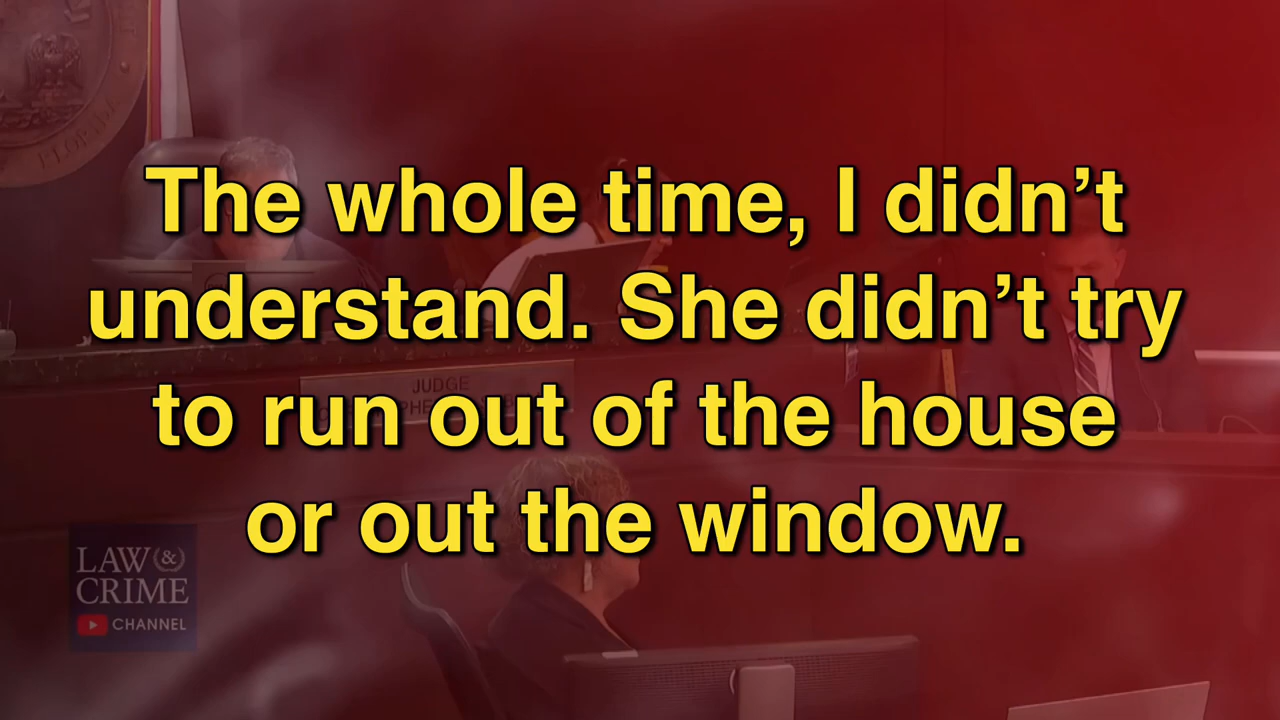 The whole time, I didn’t
understand. She didn’t try
to run out of the house
or out the window.
JUDGE
LAW &
CRIME
CHANNEL